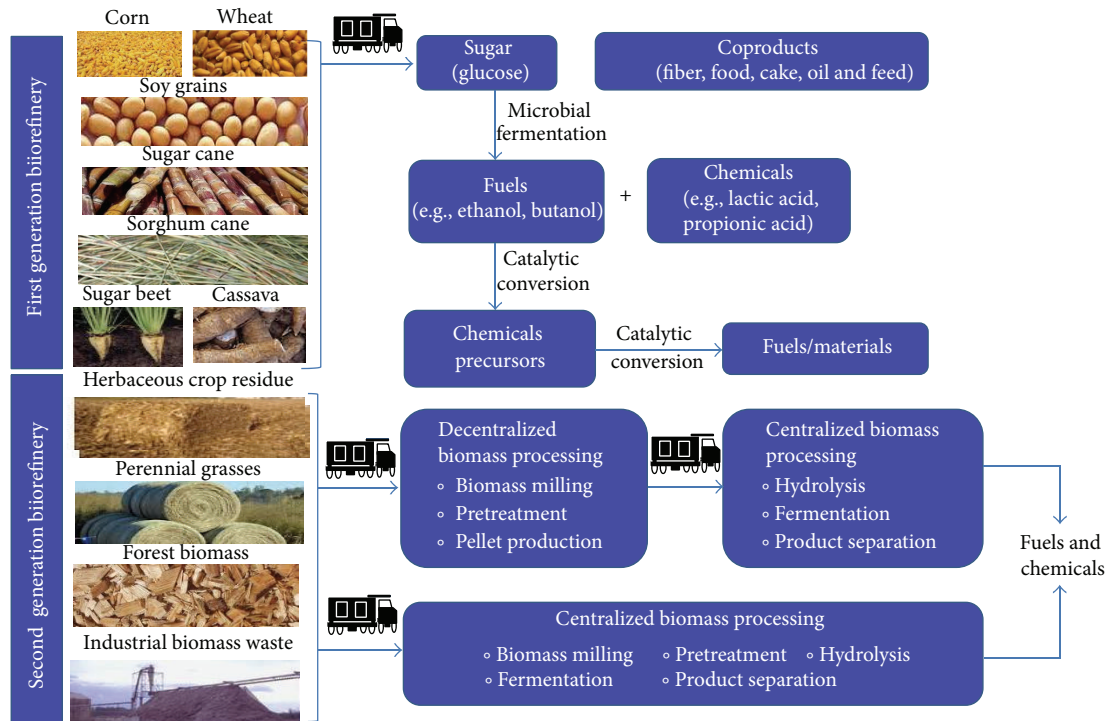 First generation biiorefinery
Corn
Wheat
Soy grains
Sugar cane
Sorghum cane
Sugar beet
Cassava
Sugar
(glucose)
Coproducts
(fiber, food, cake, oil and feed)
Microbial
fermentation
Fuels
(e.g., ethanol, butanol)
+
Chemicals
(e.g., lactic acid,
propionic acid)
Catalytic
conversion
Chemicals
precursors
Catalytic
conversion
Fuels/materials
Second generation biiorefinery
Herbaceous crop residue
Perennial grasses
Forest biomass
Industrial biomass waste
Decentralized
biomass processing
◦ Biomass milling
◦ Pretreatment
◦ Pellet production
Centralized biomass
processing
◦ Hydrolysis
◦ Fermentation
◦ Product separation
Centralized biomass processing
◦ Biomass milling ◦ Pretreatment ◦ Hydrolysis
◦ Fermentation ◦ Product separation
Fuels and
chemicals